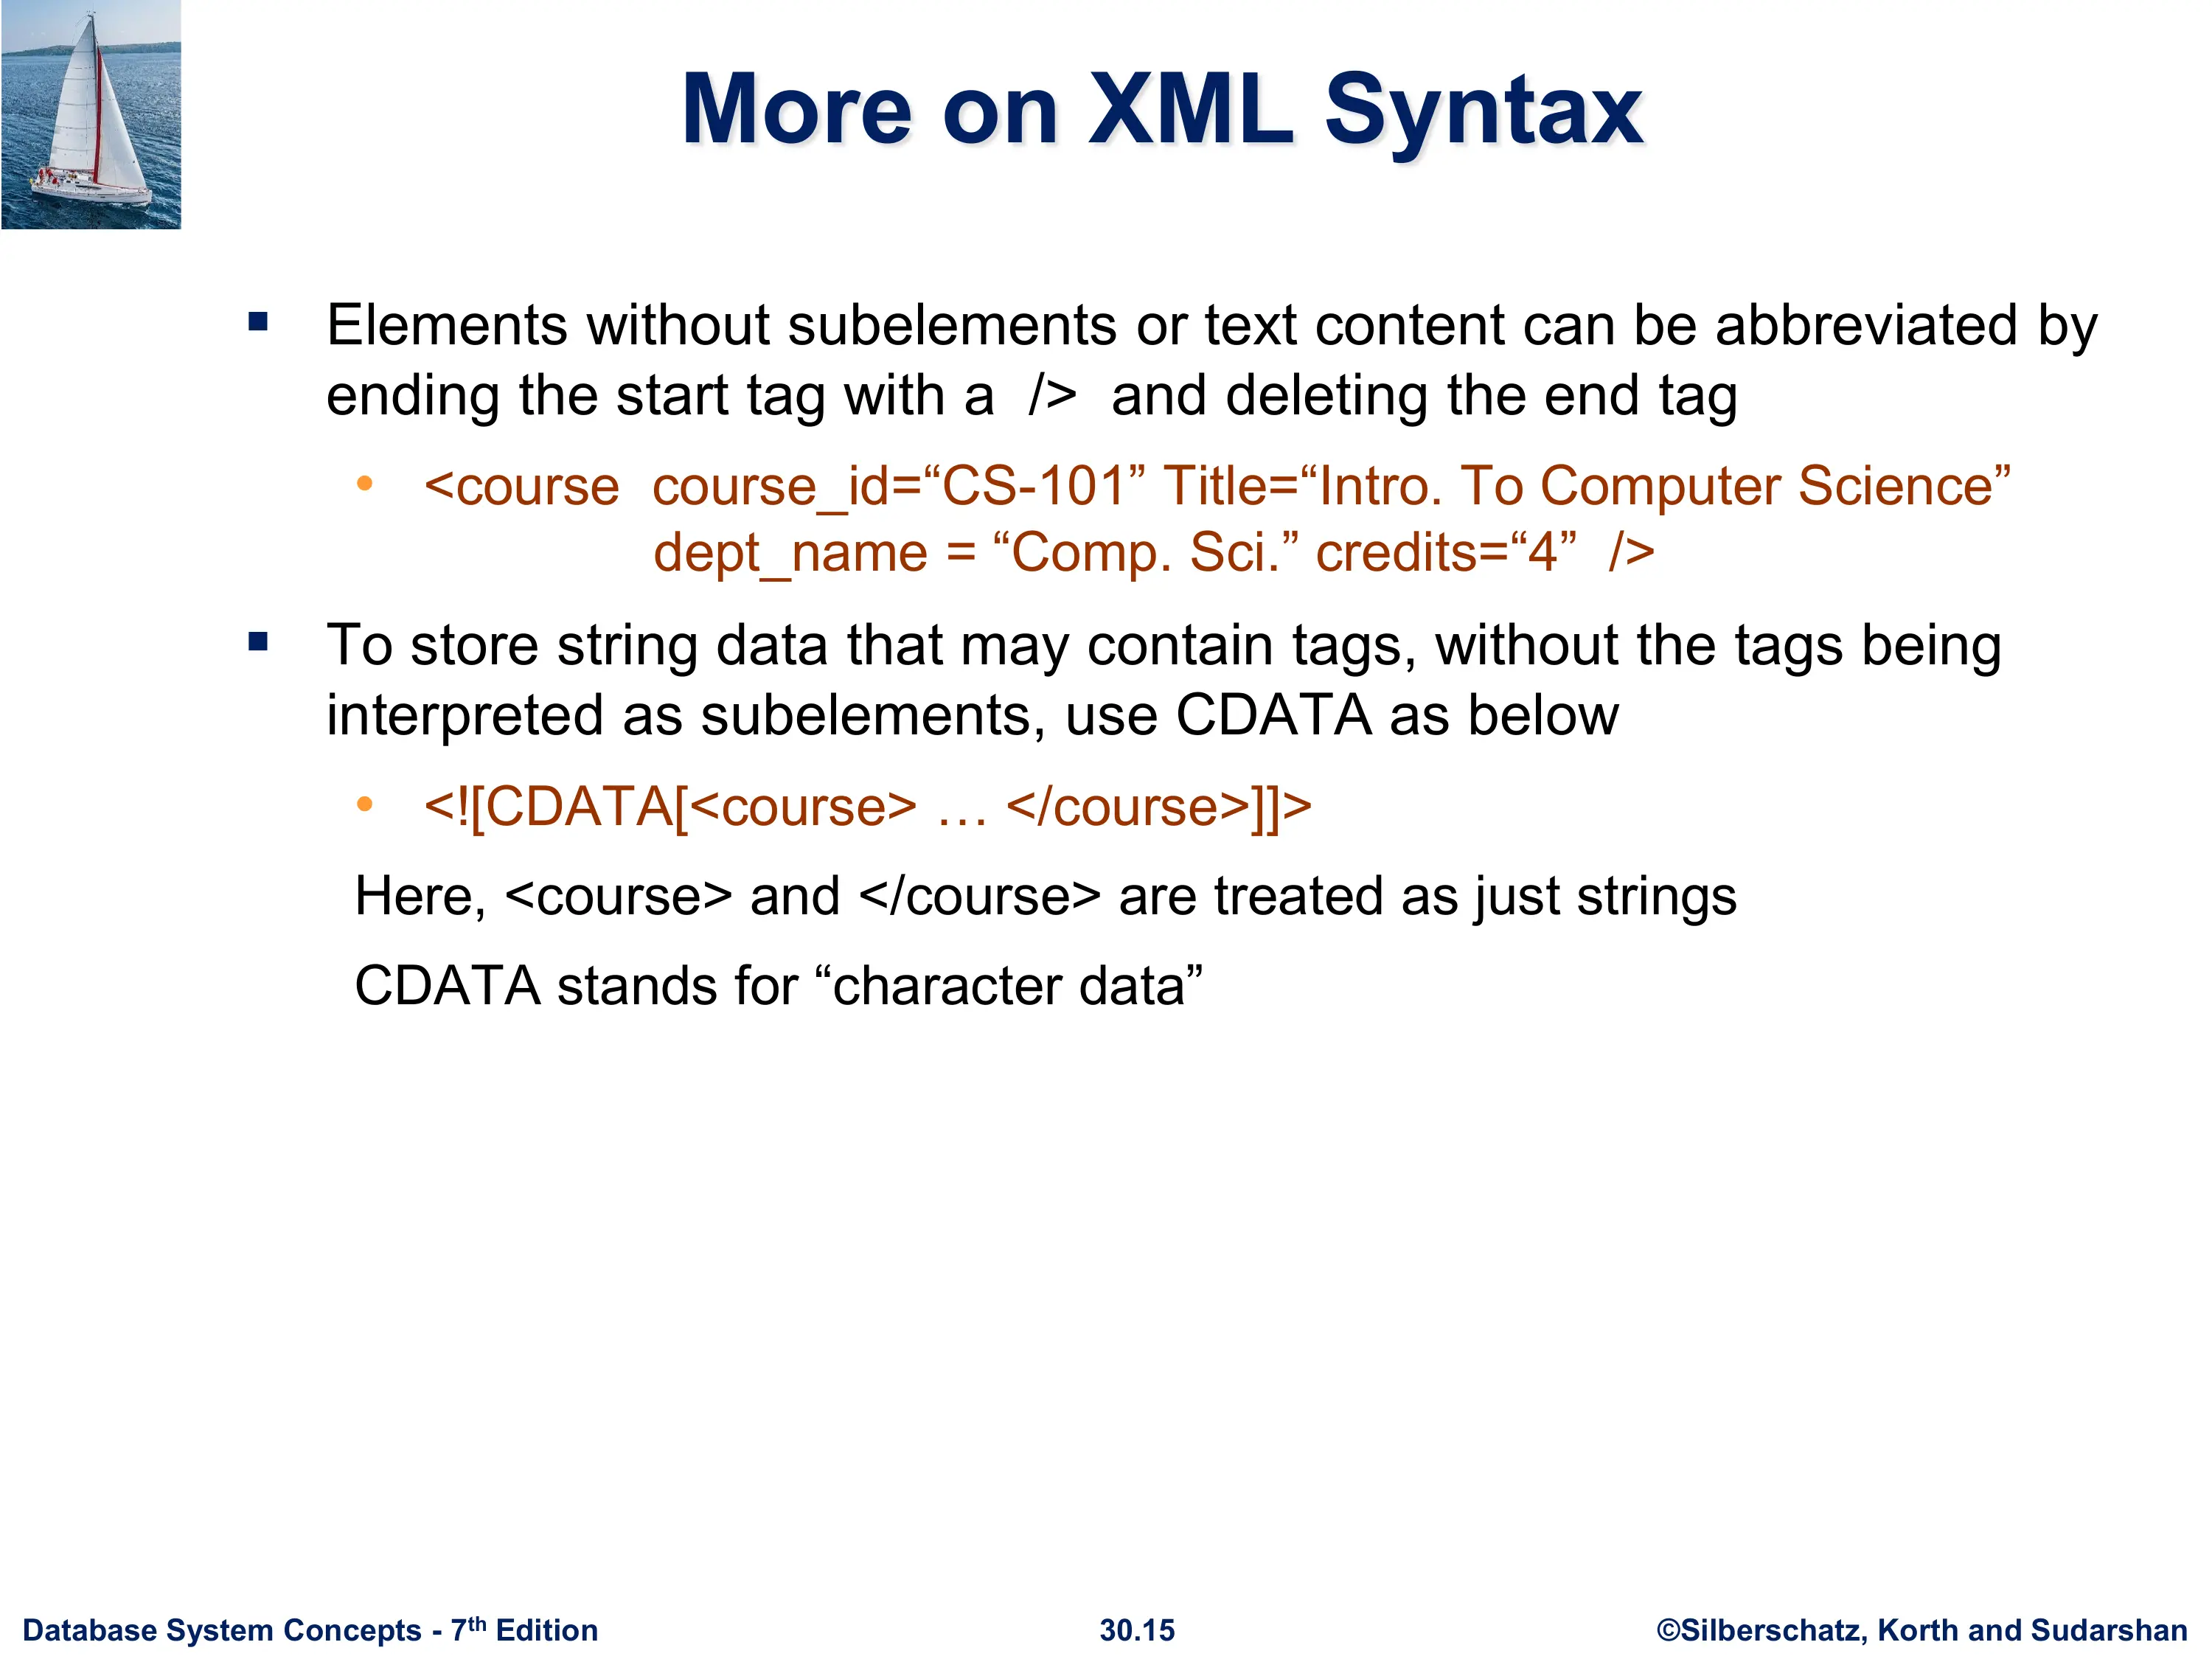 More on XML Syntax
▪ Elements without subelements or text content can be abbreviated by
ending the start tag with a  />  and deleting the end tag
• <course  course_id=“CS-101” Title=“Intro. To Computer Science”
dept_name = “Comp. Sci.” credits=“4”  />
▪ To store string data that may contain tags, without the tags being
interpreted as subelements, use CDATA as below
• <![CDATA[<course> … </course>]]>
Here, <course> and </course> are treated as just strings
CDATA stands for “character data”
Database System Concepts - 7th Edition
30.15
©Silberschatz, Korth and Sudarshan